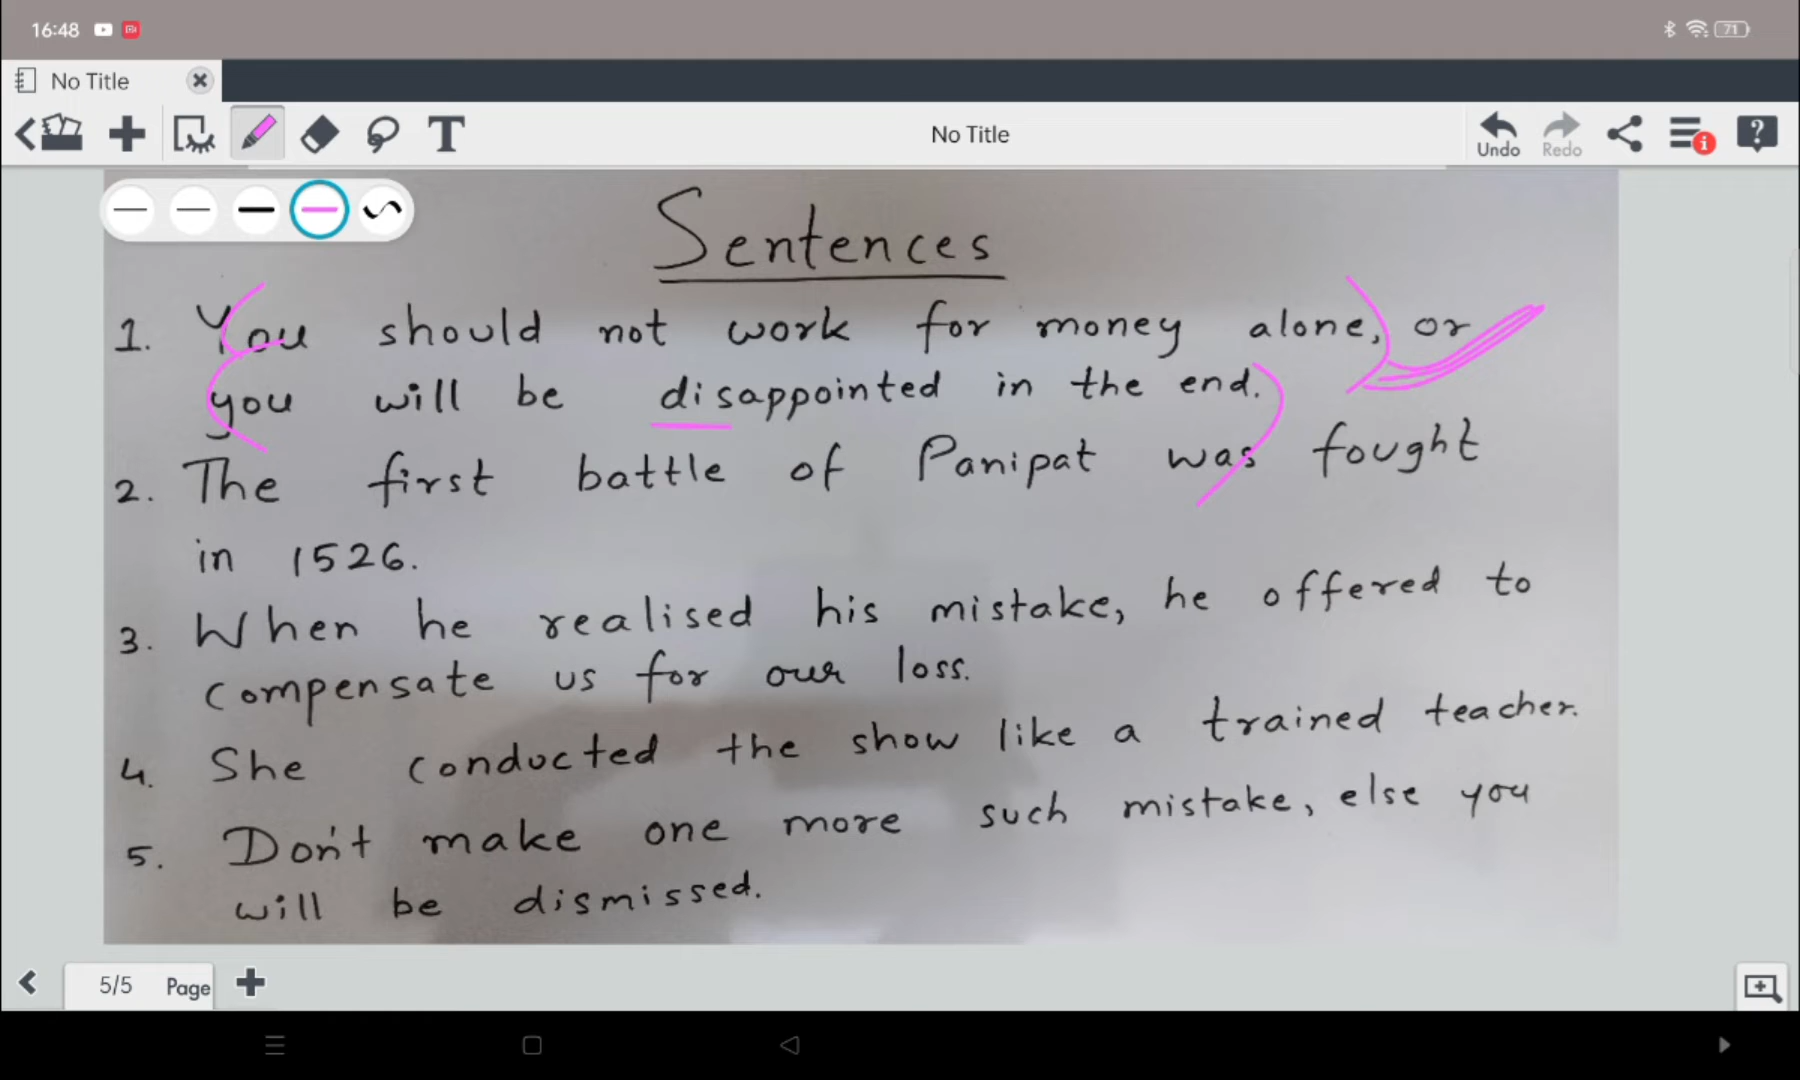 16:48
71
No Title
No Title
Undo
Redo
Sentences
1. You should not work for money alone, or
you will be disappointed in the end.
2. The first battle of Panipat was fought
in 1526.
3. When he realised his mistake, he offered to
compensate us for our loss.
4. She conducted the show like a trained teacher.
5. Don't make one more such mistake, else you
will be dismissed.
5/5 Page